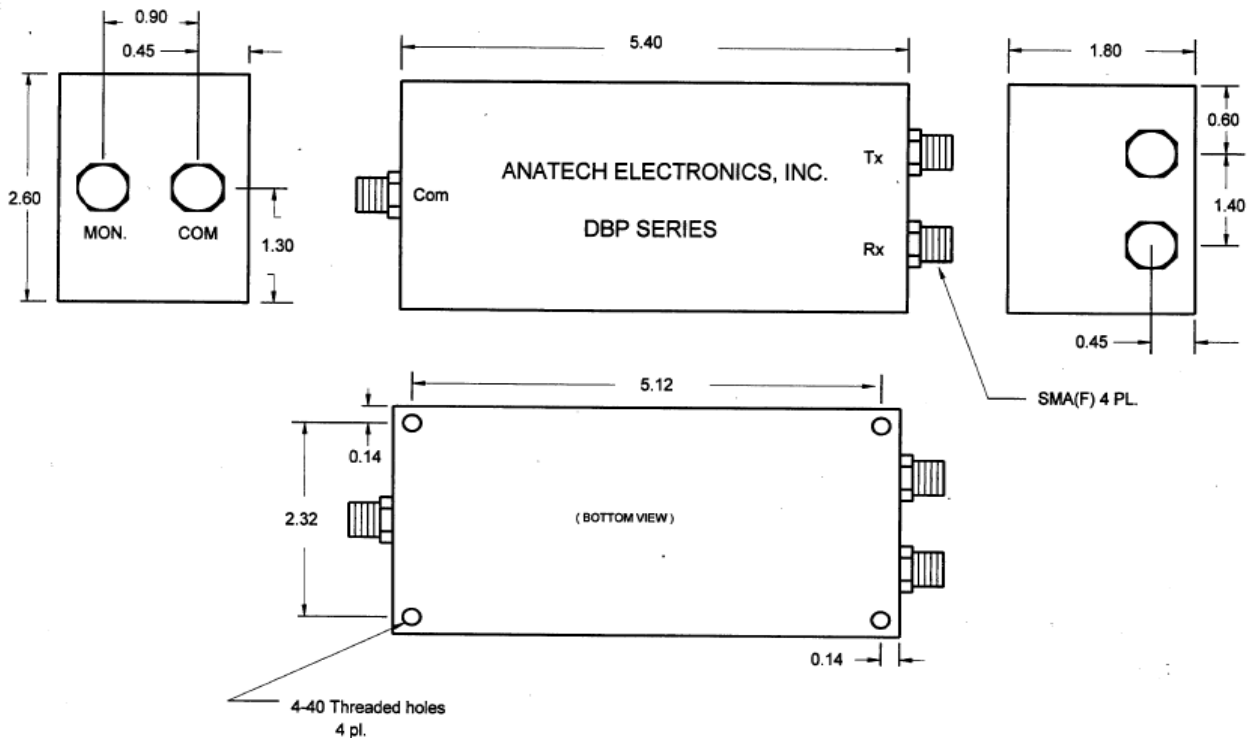 0.90
0.45
2.60
MON.
COM
1.30
5.40
Com
ANATECH ELECTRONICS, INC.
DBP SERIES
Tx
Rx
1.80
0.60
1.40
0.45
SMA(F) 4 PL.
5.12
0.14
2.32
( BOTTOM VIEW )
0.14
4-40 Threaded holes
4 pl.